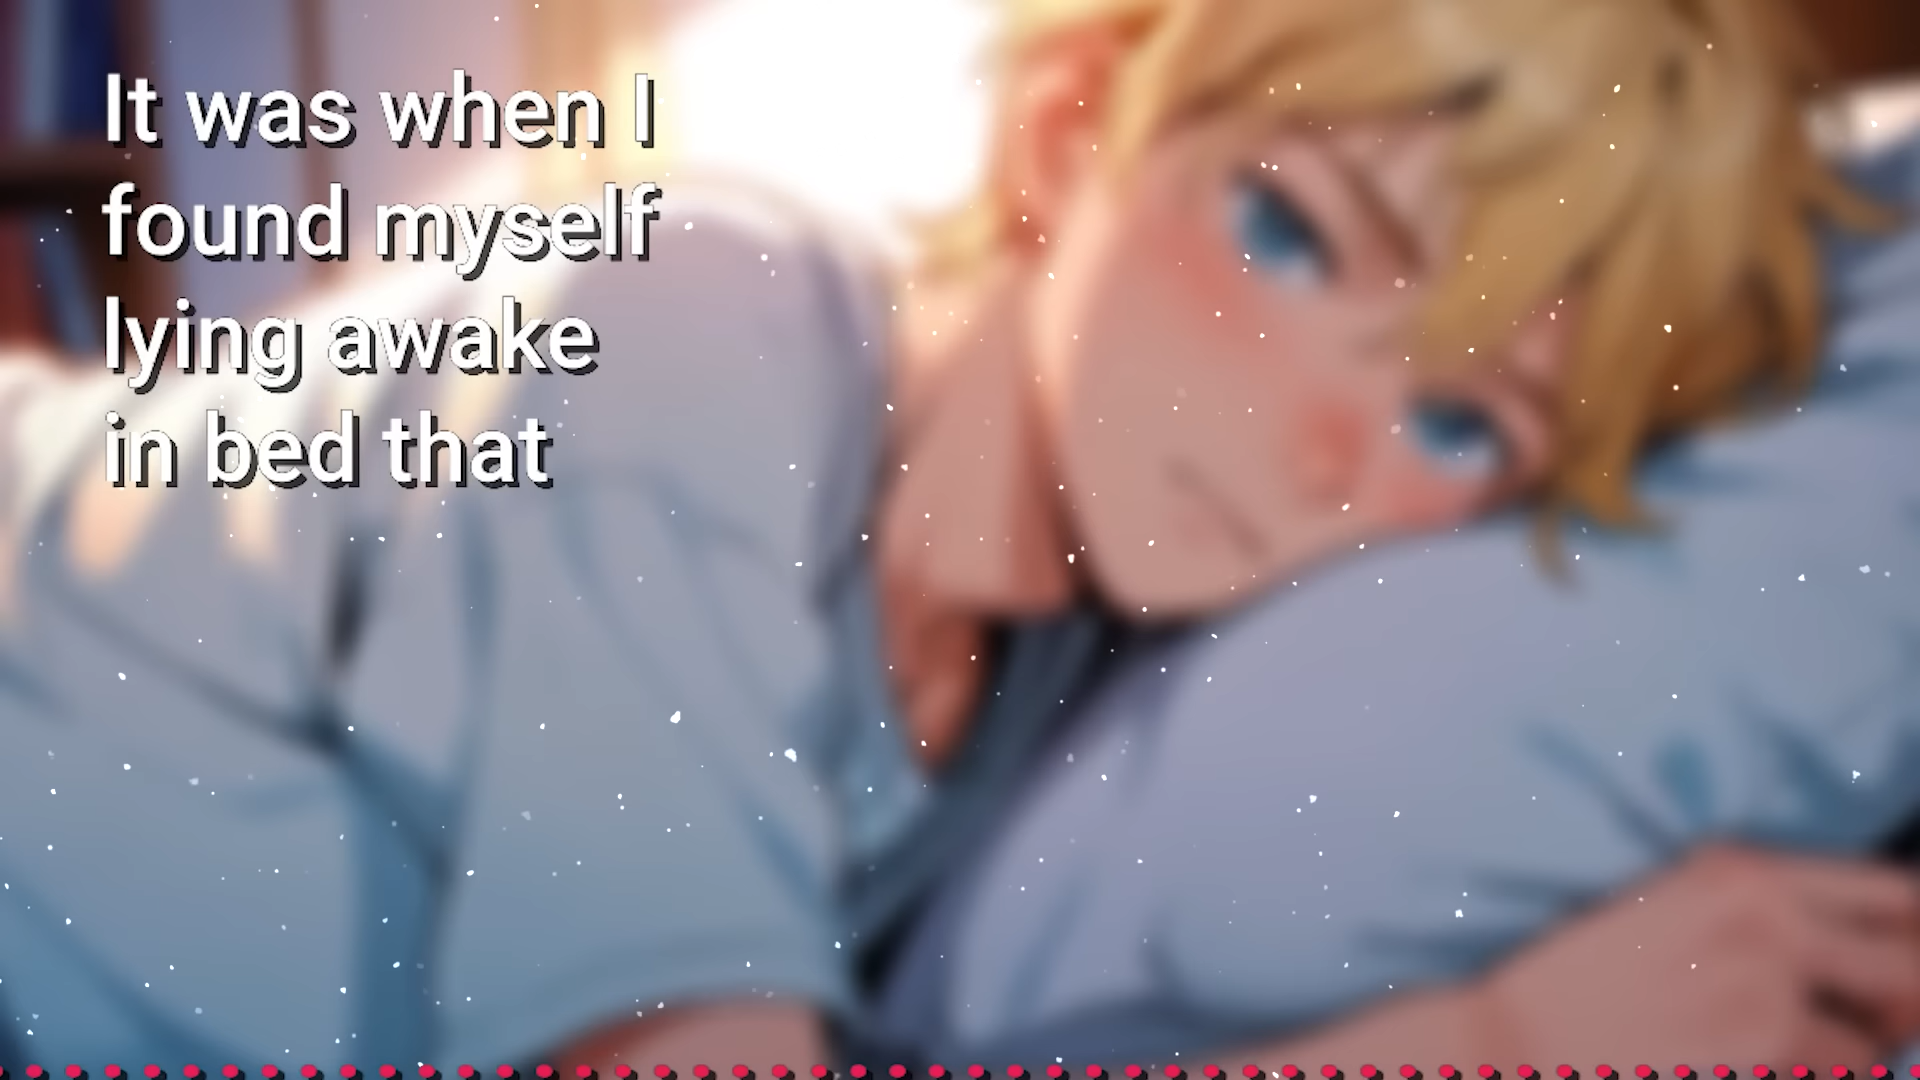 It was when I
found myself
lying awake
in bed that